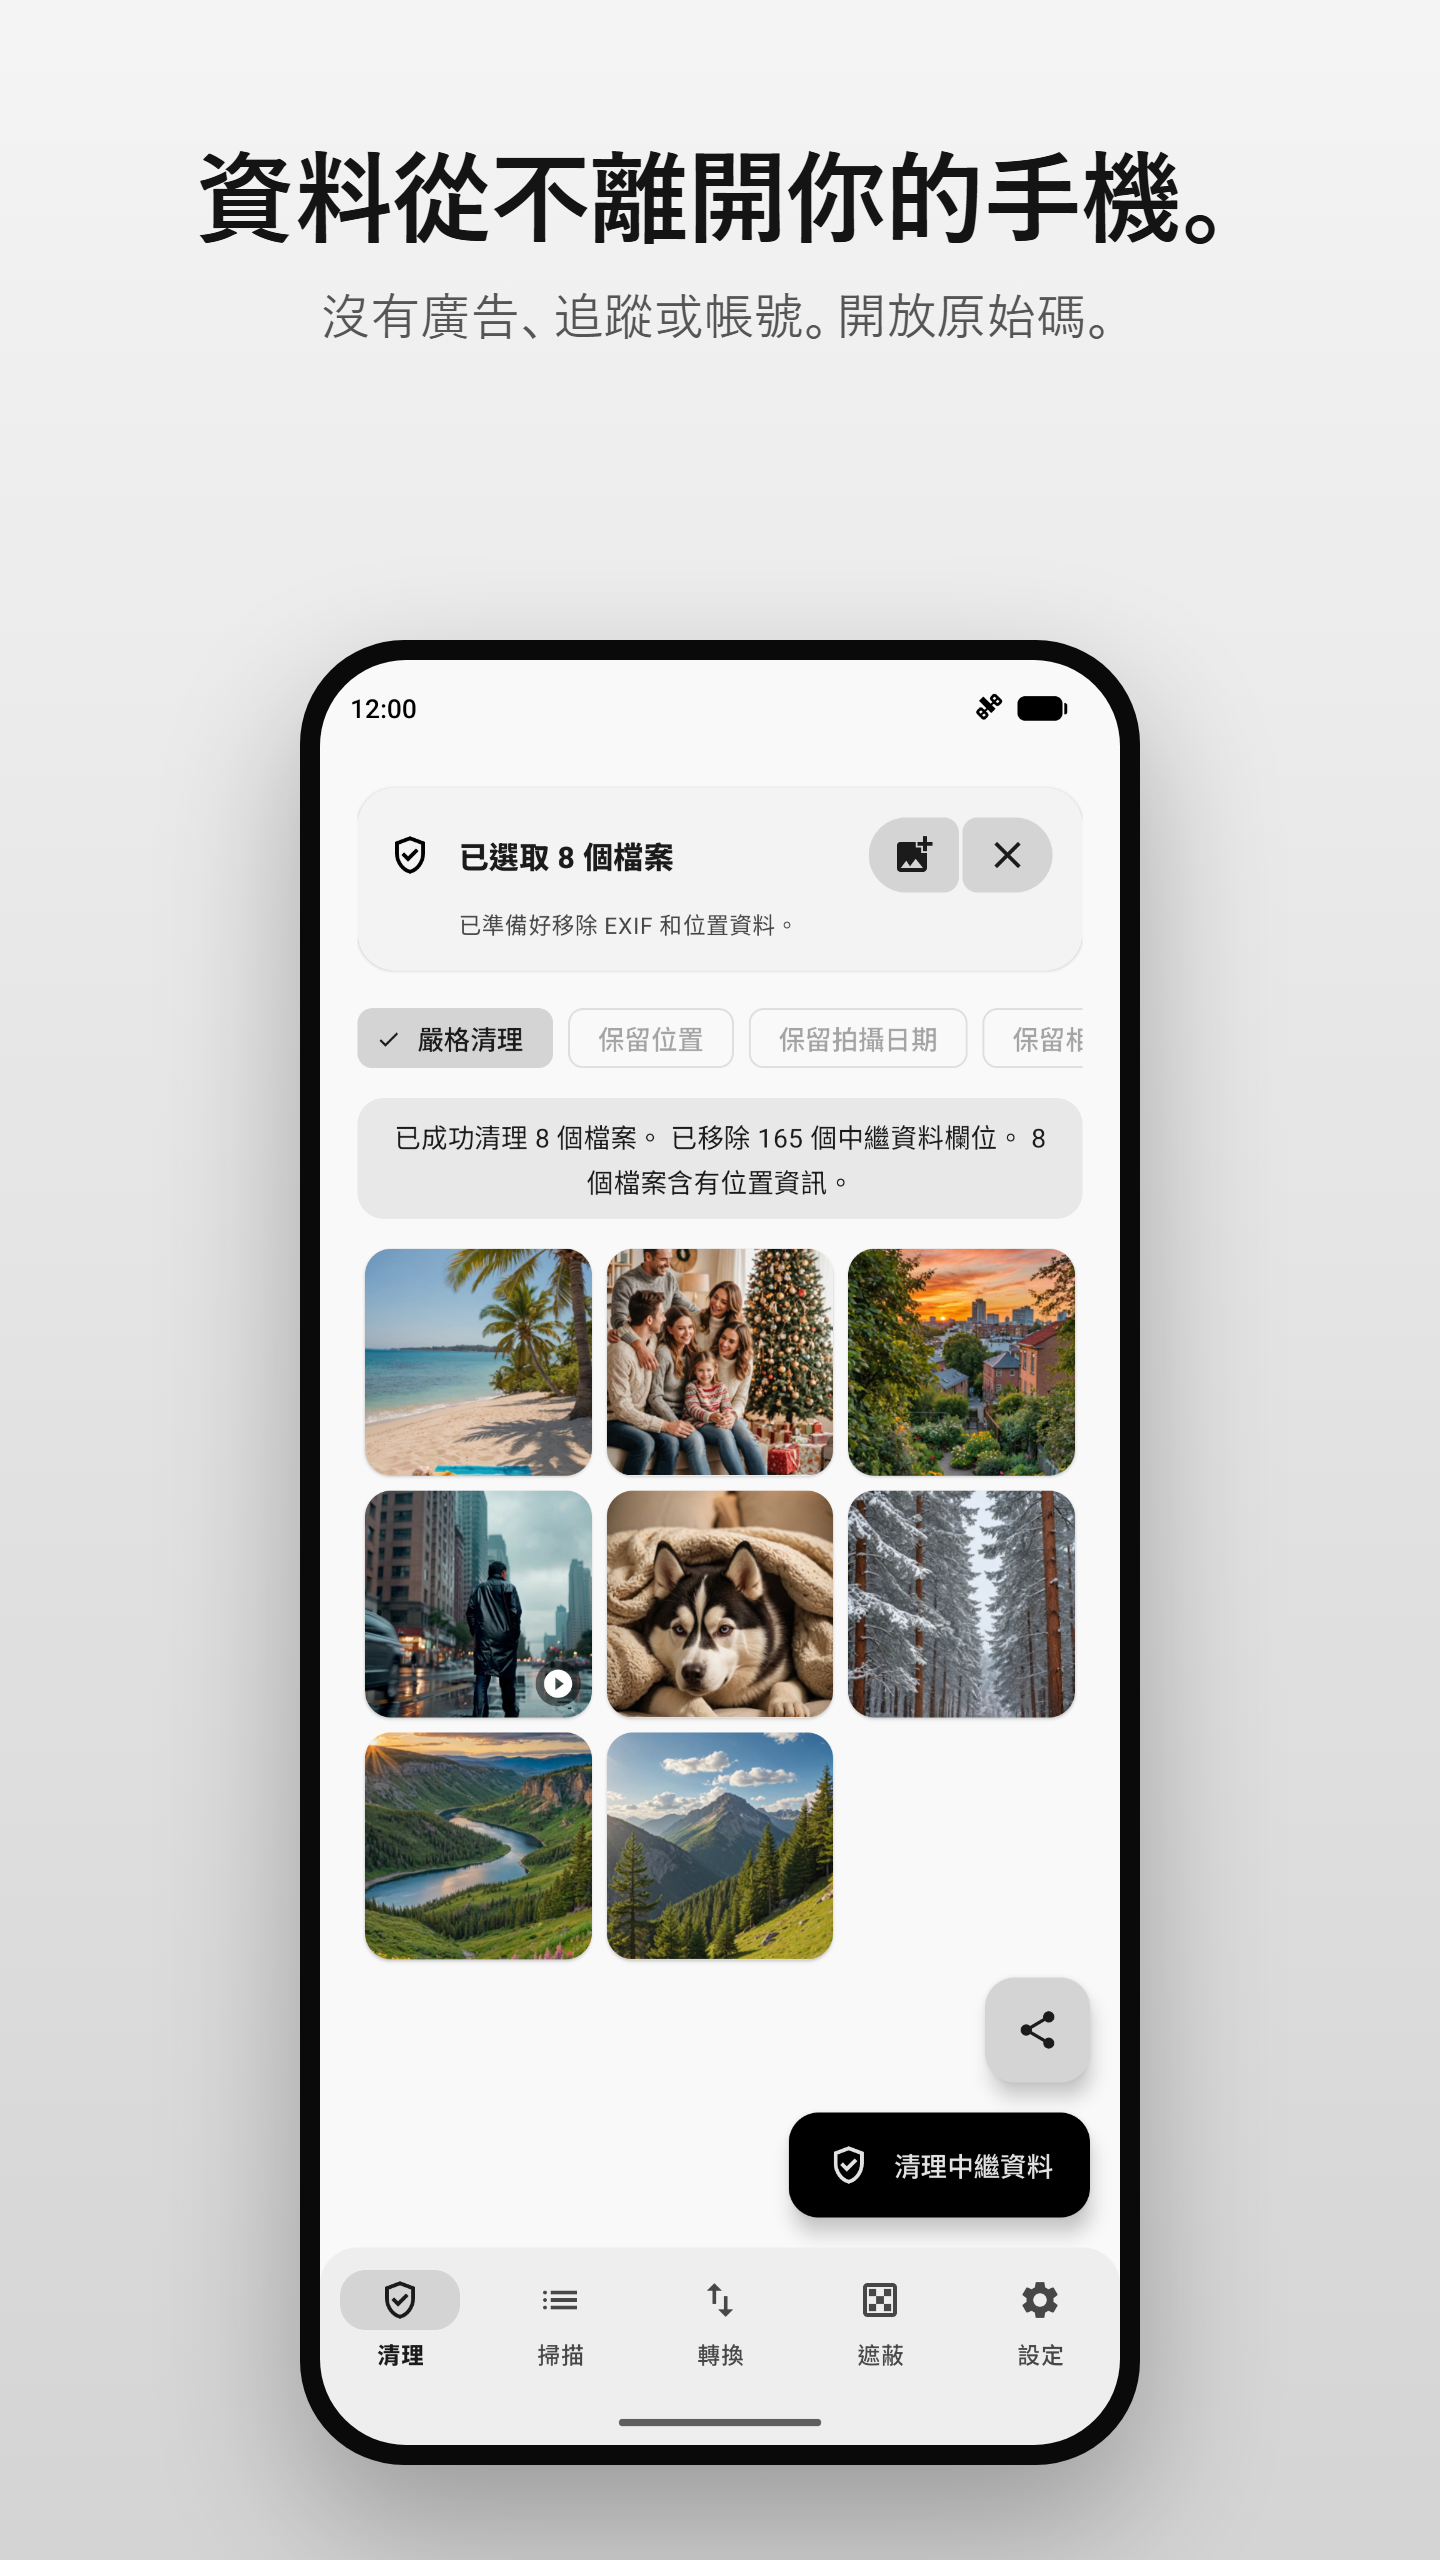 資料從不離開你的手機。
沒有廣告、追蹤或帳號。開放原始碼。
12:00
已選取 8 個檔案
已準備好移除 EXIF 和位置資料。
嚴格清理
保留位置
保留拍攝日期
保留相
已成功清理 8 個檔案。 已移除 165 個中繼資料欄位。 8
個檔案含有位置資訊。
清理中繼資料
清理
掃描
轉換
遮蔽
設定